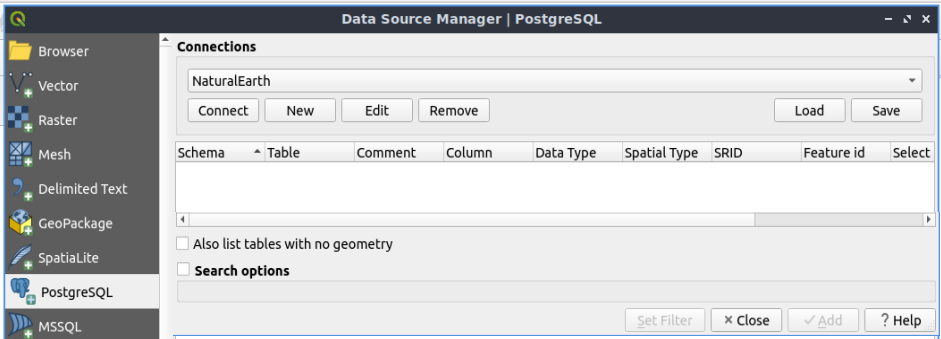 Data Source Manager | PostgreSQL
Browser
Vector
Raster
Mesh
Delimited Text
GeoPackage
SpatiaLite
PostgreSQL
MSSQL
Connections
NaturalEarth
Connect New Edit Remove Load Save
Schema Table Comment Column Data Type Spatial Type SRID Feature id Select
Also list tables with no geometry
Search options
Set Filter Close Add ? Help